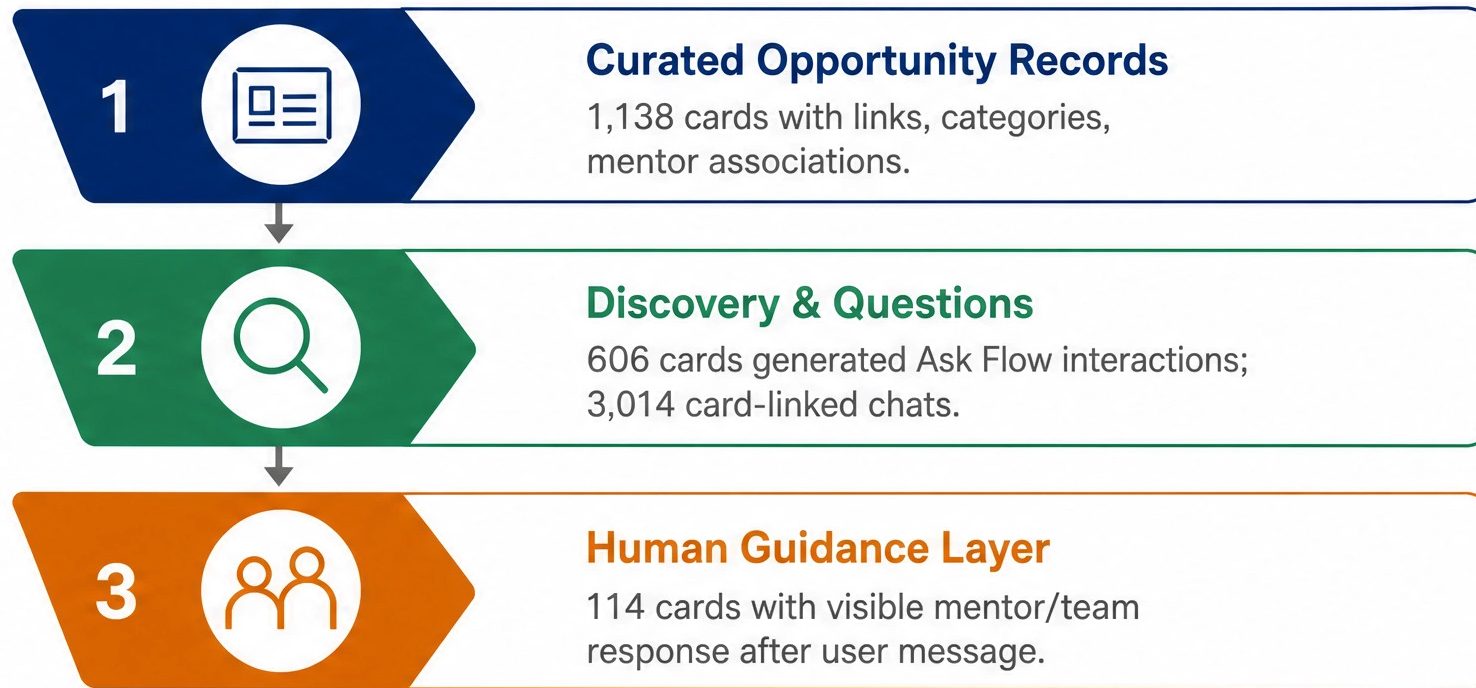 1
Curated Opportunity Records
1,138 cards with links, categories,
mentor associations.
2
Discovery & Questions
606 cards generated Ask Flow interactions;
3,014 card-linked chats.
3
Human Guidance Layer
114 cards with visible mentor/team
response after user message.